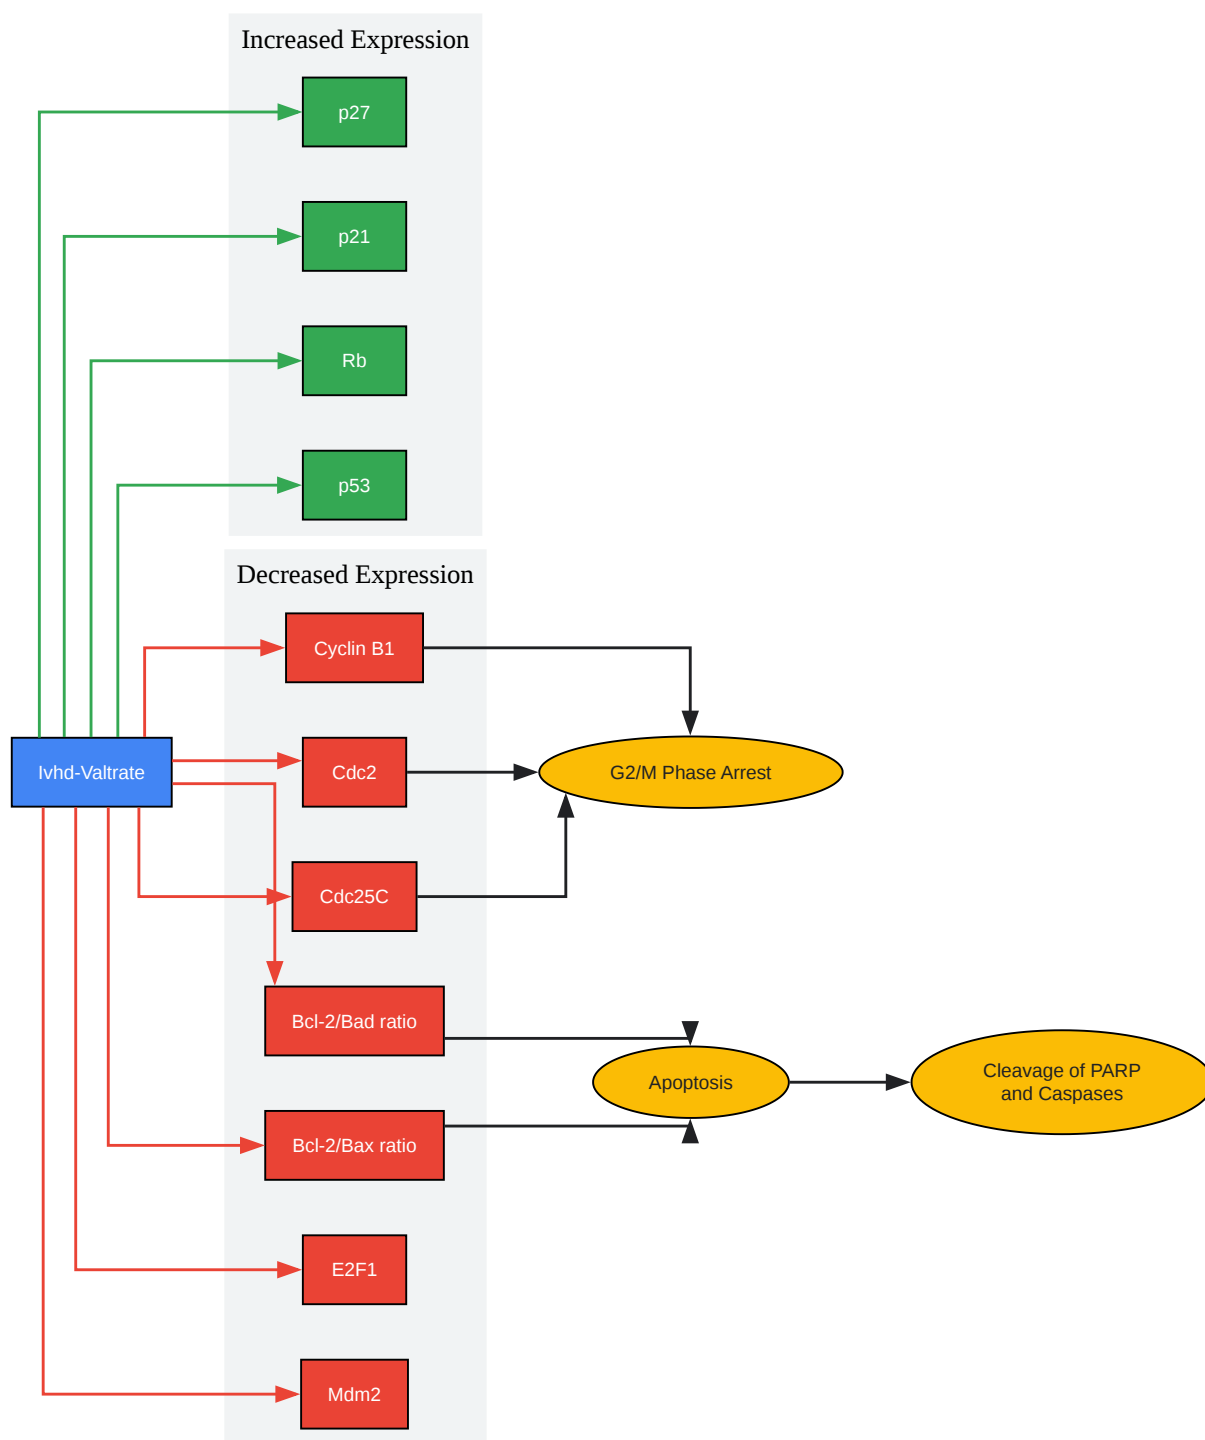 Increased Expression
p27
p21
Rb
p53
Decreased Expression
Cyclin B1
Ivhd-Valtrate
Cdc2
G2/M Phase Arrest
Cdc25C
Bcl-2/Bad ratio
Apoptosis
Cleavage of PARP
and Caspases
Bcl-2/Bax ratio
E2F1
Mdm2